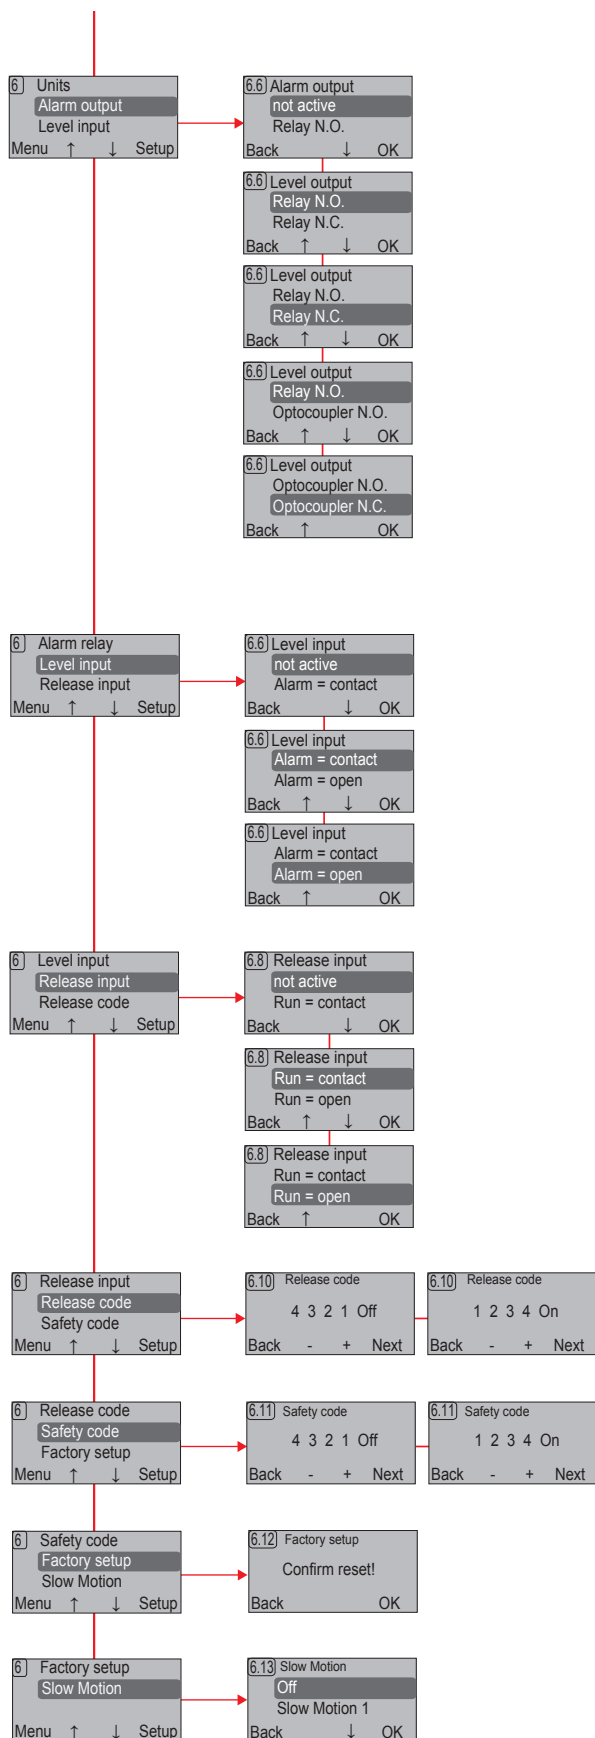 6 Units
Alarm output
Level input
Menu ↑ ↓ Setup
6.6 Alarm output
not active
Relay N.O.
Back ↓ OK
6.6 Level output
Relay N.O.
Relay N.C.
Back ↑ ↓ OK
6.6 Level output
Relay N.O.
Relay N.C.
Back ↑ ↓ OK
6.6 Level output
Relay N.O.
Optocoupler N.O.
Back ↑ ↓ OK
6.6 Level output
Optocoupler N.O.
Optocoupler N.C.
Back ↑ OK
6 Alarm relay
Level input
Release input
Menu ↑ ↓ Setup
6.6 Level input
not active
Alarm = contact
Back ↓ OK
6.6 Level input
Alarm = contact
Alarm = open
Back ↑ ↓ OK
6.6 Level input
Alarm = contact
Alarm = open
Back ↑ OK
6 Level input
Release input
Release code
Menu ↑ ↓ Setup
6.8 Release input
not active
Run = contact
Back ↓ OK
6.8 Release input
Run = contact
Run = open
Back ↑ ↓ OK
6.8 Release input
Run = contact
Run = open
Back ↑ OK
6 Release input
Release code
Safety code
Menu ↑ ↓ Setup
6.10 Release code
4 3 2 1 Off
Back - + Next
6.10 Release code
1 2 3 4 On
Back - + Next
6 Release code
Safety code
Factory setup
Menu ↑ ↓ Setup
6.11 Safety code
4 3 2 1 Off
Back - + Next
6.11 Safety code
1 2 3 4 On
Back - + Next
6 Safety code
Factory setup
Slow Motion
Menu ↑ ↓ Setup
6.12 Factory setup
Confirm reset!
Back OK
6 Factory setup
Slow Motion
Menu ↑ ↓ Setup
6.13 Slow Motion
Off
Slow Motion 1
Back ↓ OK